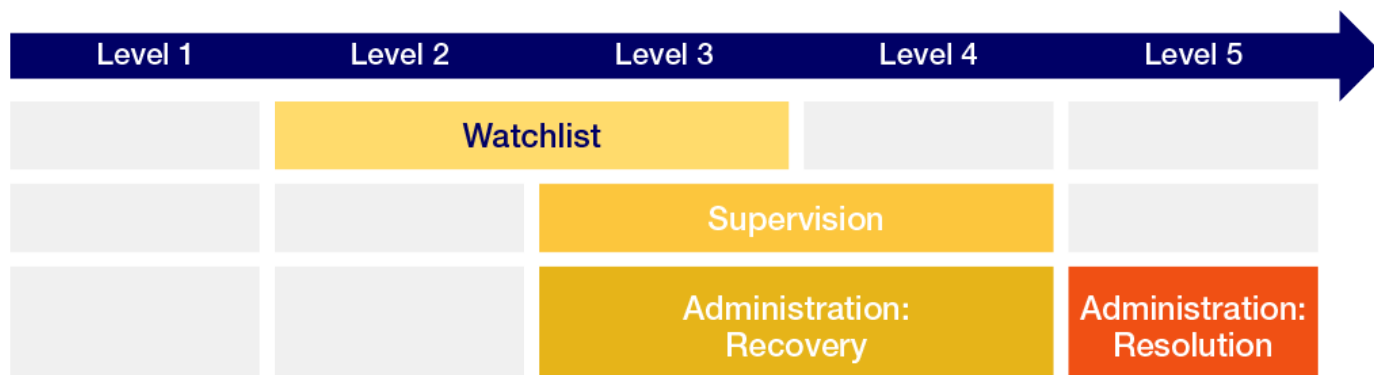 Level 1 Level 2 Level 3 Level 4 Level 5
Watchlist
Supervision
Administration:
Recovery
Administration:
Resolution